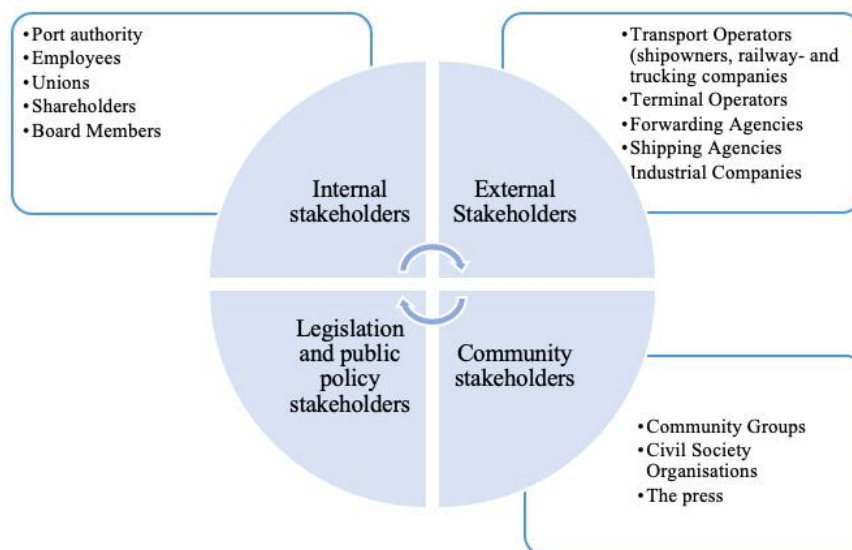 •Port authority
•Employees
•Unions
•Shareholders
•Board Members
•Transport Operators
(shipowners, railway- and
trucking companies
•Terminal Operators
•Forwarding Agencies
•Shipping Agencies
Industrial Companies
Internal
stakeholders
External
Stakeholders
Legislation
and public
policy
stakeholders
Community
stakeholders
•Community Groups
•Civil Society
Organisations
•The press